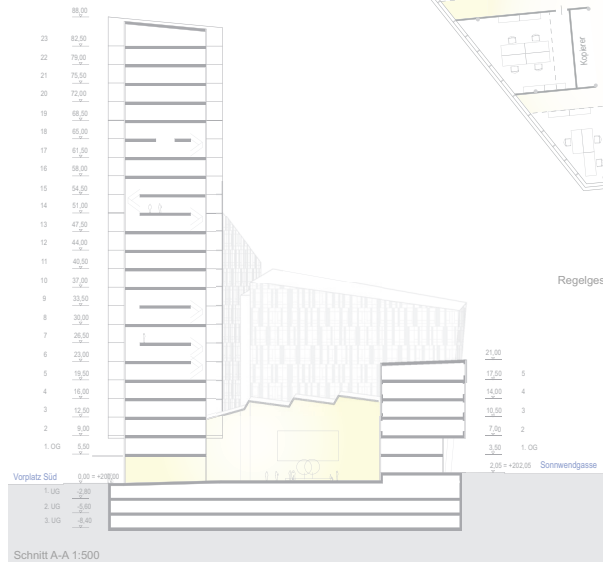 88,00
23 82,50
22 79,00
21 75,50
20 72,00
19 68,50
18 65,00
17 61,50
16 58,00
15 54,50
14 51,00
13 47,50
12 44,00
11 40,50
10 37,00
9 33,50
8 30,00
7 26,50
6 23,00
5 19,50
4 16,00
3 12,50
2 9,00
1. OG 5,50
Vorplatz Süd 0,00 = +202,00
1. UG -2,80
2. UG -5,60
3. UG -8,40
Schnitt A-A 1:500
Kopierer
Regelges
21,00
17,50 5
14,00 4
10,50 3
7,00 2
3,50 1. OG
2,05 = +202,05 Sonnwendgasse